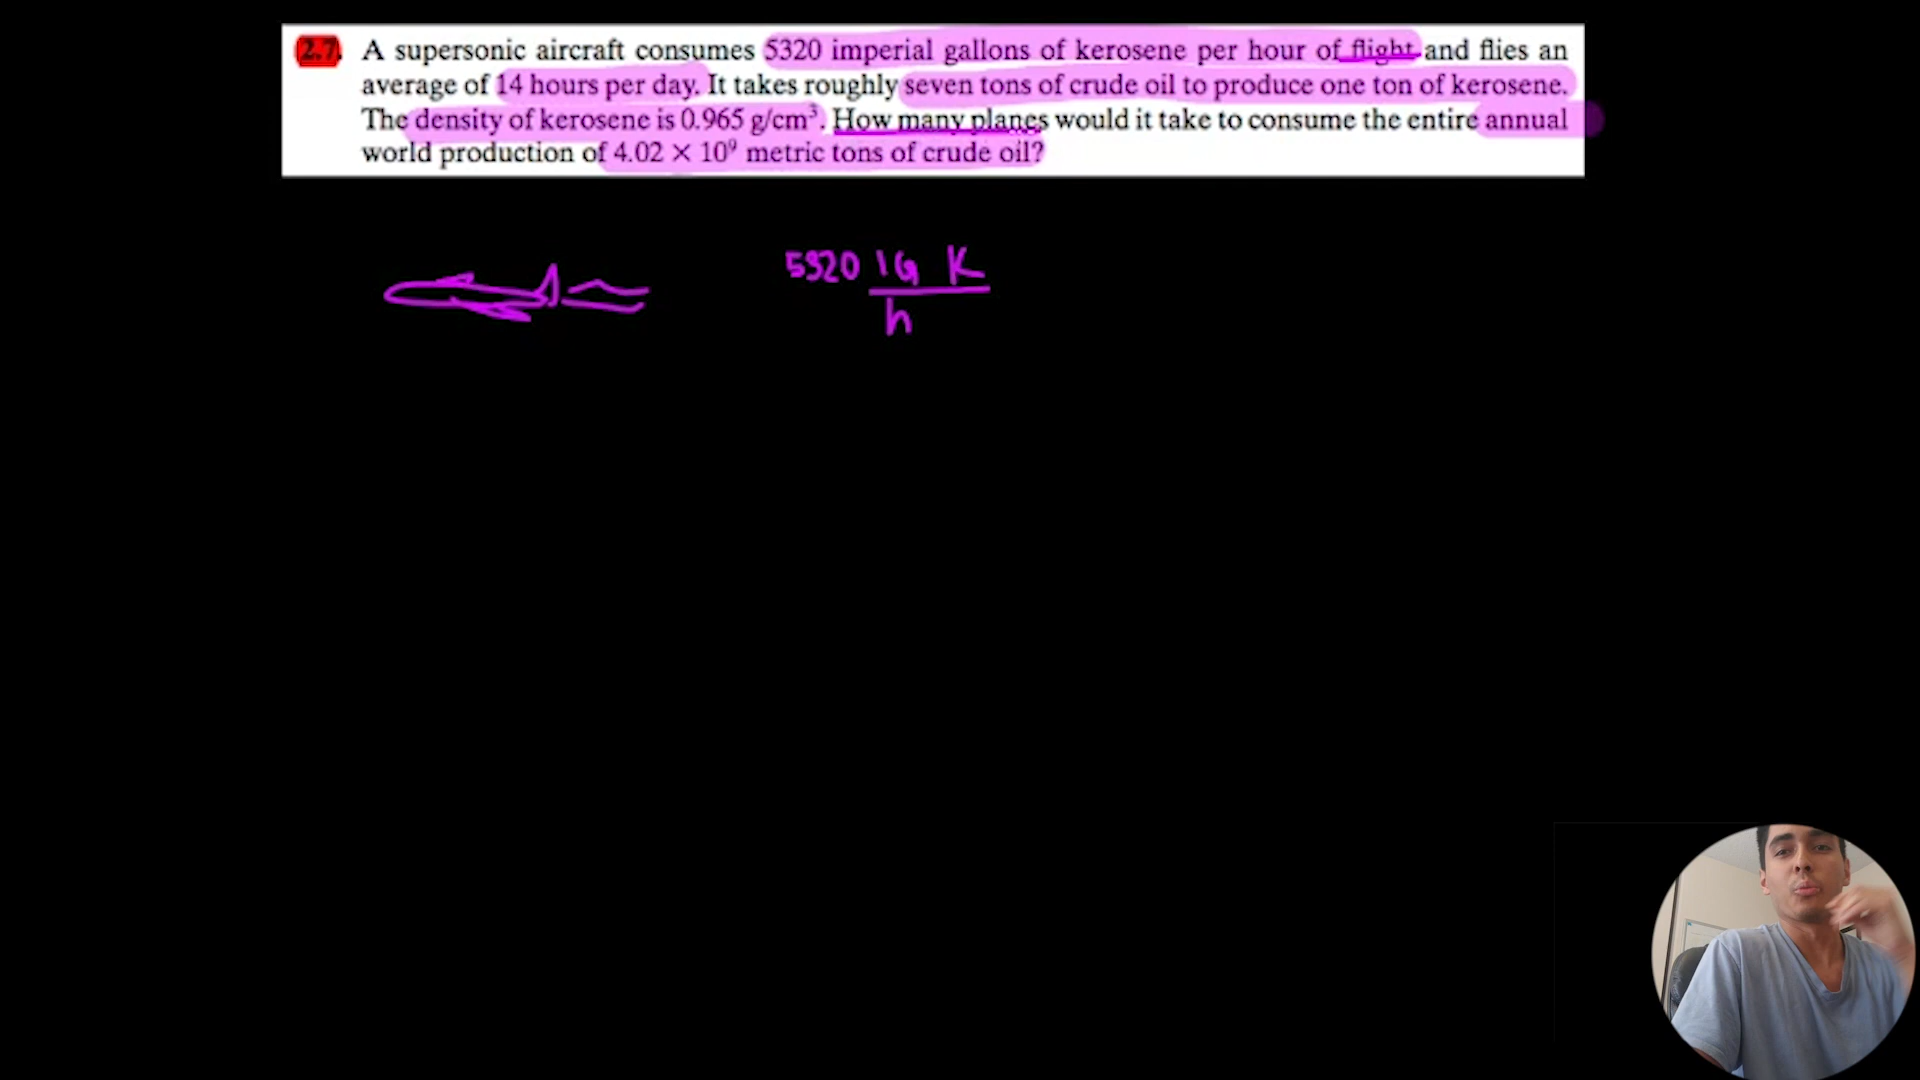 2.7. A supersonic aircraft consumes 5320 imperial gallons of kerosene per hour of flight and flies an
average of 14 hours per day. It takes roughly seven tons of crude oil to produce one ton of kerosene.
The density of kerosene is 0.965 g/cm³. How many planes would it take to consume the entire annual
world production of 4.02 × 10⁹ metric tons of crude oil?
5320 IG K
h